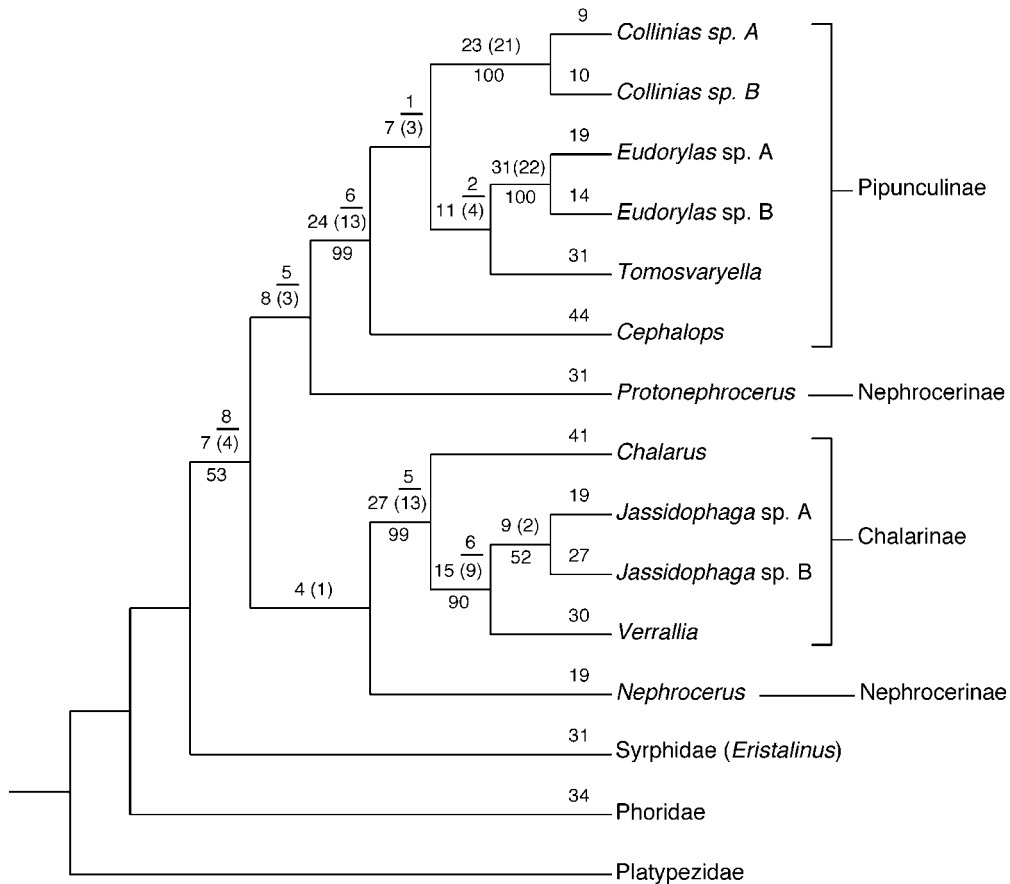 9
Collinias sp. A
23 (21)
100
10
Collinias sp. B
1
7 (3)
19
Eudorylas sp. A
31(22)
100
2
11 (4)
14
Eudorylas sp. B
Pipunculinae
6
24 (13)
99
31
Tomosvaryella
5
8 (3)
44
Cephalops
31
Protonephrocerus
Nephrocerinae
8
7 (4)
53
41
Chalarus
5
27 (13)
99
19
Jassidophaga sp. A
9 (2)
52
Chalarinae
6
15 (9)
90
27
Jassidophaga sp. B
4 (1)
30
Verrallia
19
Nephrocerus
Nephrocerinae
31
Syrphidae (Eristalinus)
34
Phoridae
Platypezidae